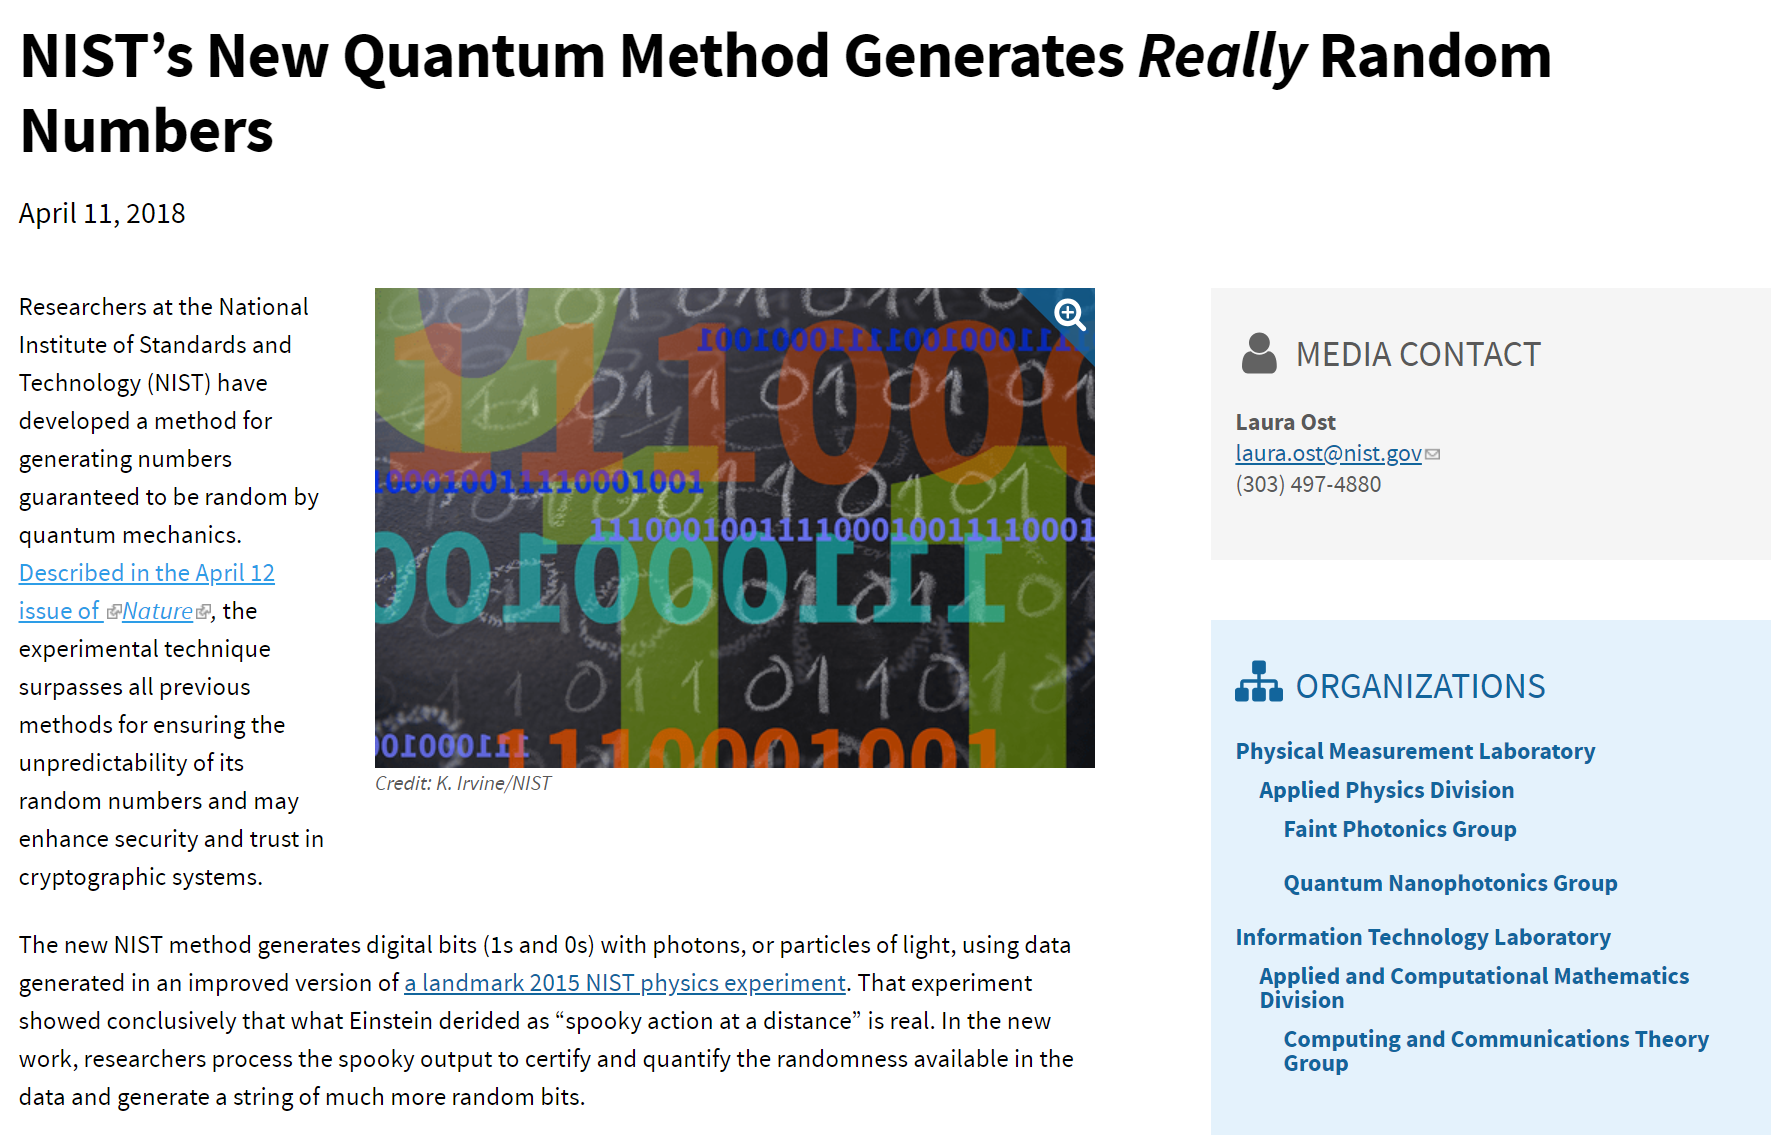 NIST’s New Quantum Method Generates Really Random
Numbers
April 11, 2018
Researchers at the National
Institute of Standards and
Technology (NIST) have
developed a method for
generating numbers
guaranteed to be random by
quantum mechanics.
Described in the April 12
issue of Nature, the
experimental technique
surpasses all previous
methods for ensuring the
unpredictability of its
random numbers and may
enhance security and trust in
cryptographic systems.
11000
1110001001111000100111110001
001000111
1110001001
Credit: K. Irvine/NIST
The new NIST method generates digital bits (1s and 0s) with photons, or particles of light, using data
generated in an improved version of a landmark 2015 NIST physics experiment. That experiment
showed conclusively that what Einstein derided as “spooky action at a distance” is real. In the new
work, researchers process the spooky output to certify and quantify the randomness available in the
data and generate a string of much more random bits.
MEDIA CONTACT
Laura Ost
laura.ost@nist.gov
(303) 497-4880
ORGANIZATIONS
Physical Measurement Laboratory
Applied Physics Division
Faint Photonics Group
Quantum Nanophotonics Group
Information Technology Laboratory
Applied and Computational Mathematics
Division
Computing and Communications Theory
Group